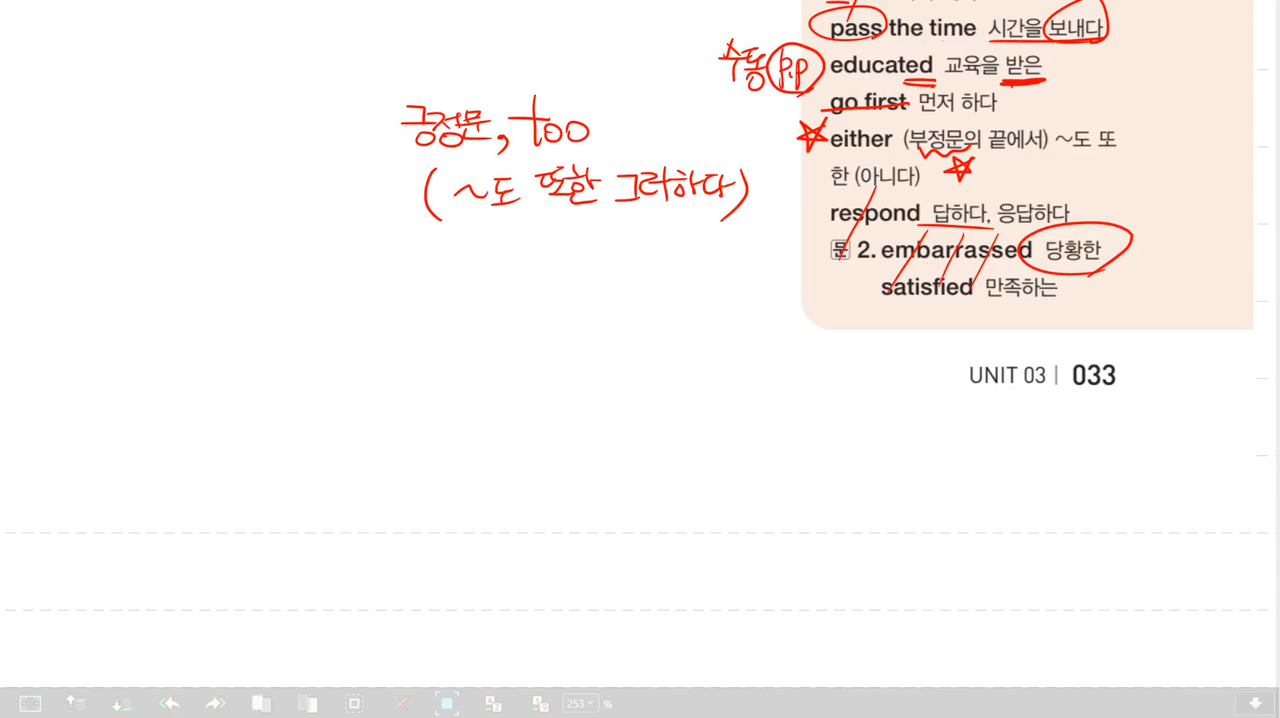 pass the time 시간을 보내다
수동 p.p educated 교육을 받은
go first 먼저 하다
긍정문, too
either (부정문의 끝에서) ~도 또
(~도 또한 그러하다)
한 (아니다)
respond 답하다, 응답하다
문 2. embarrassed 당황한
satisfied 만족하는
UNIT 03 | 033
253 %